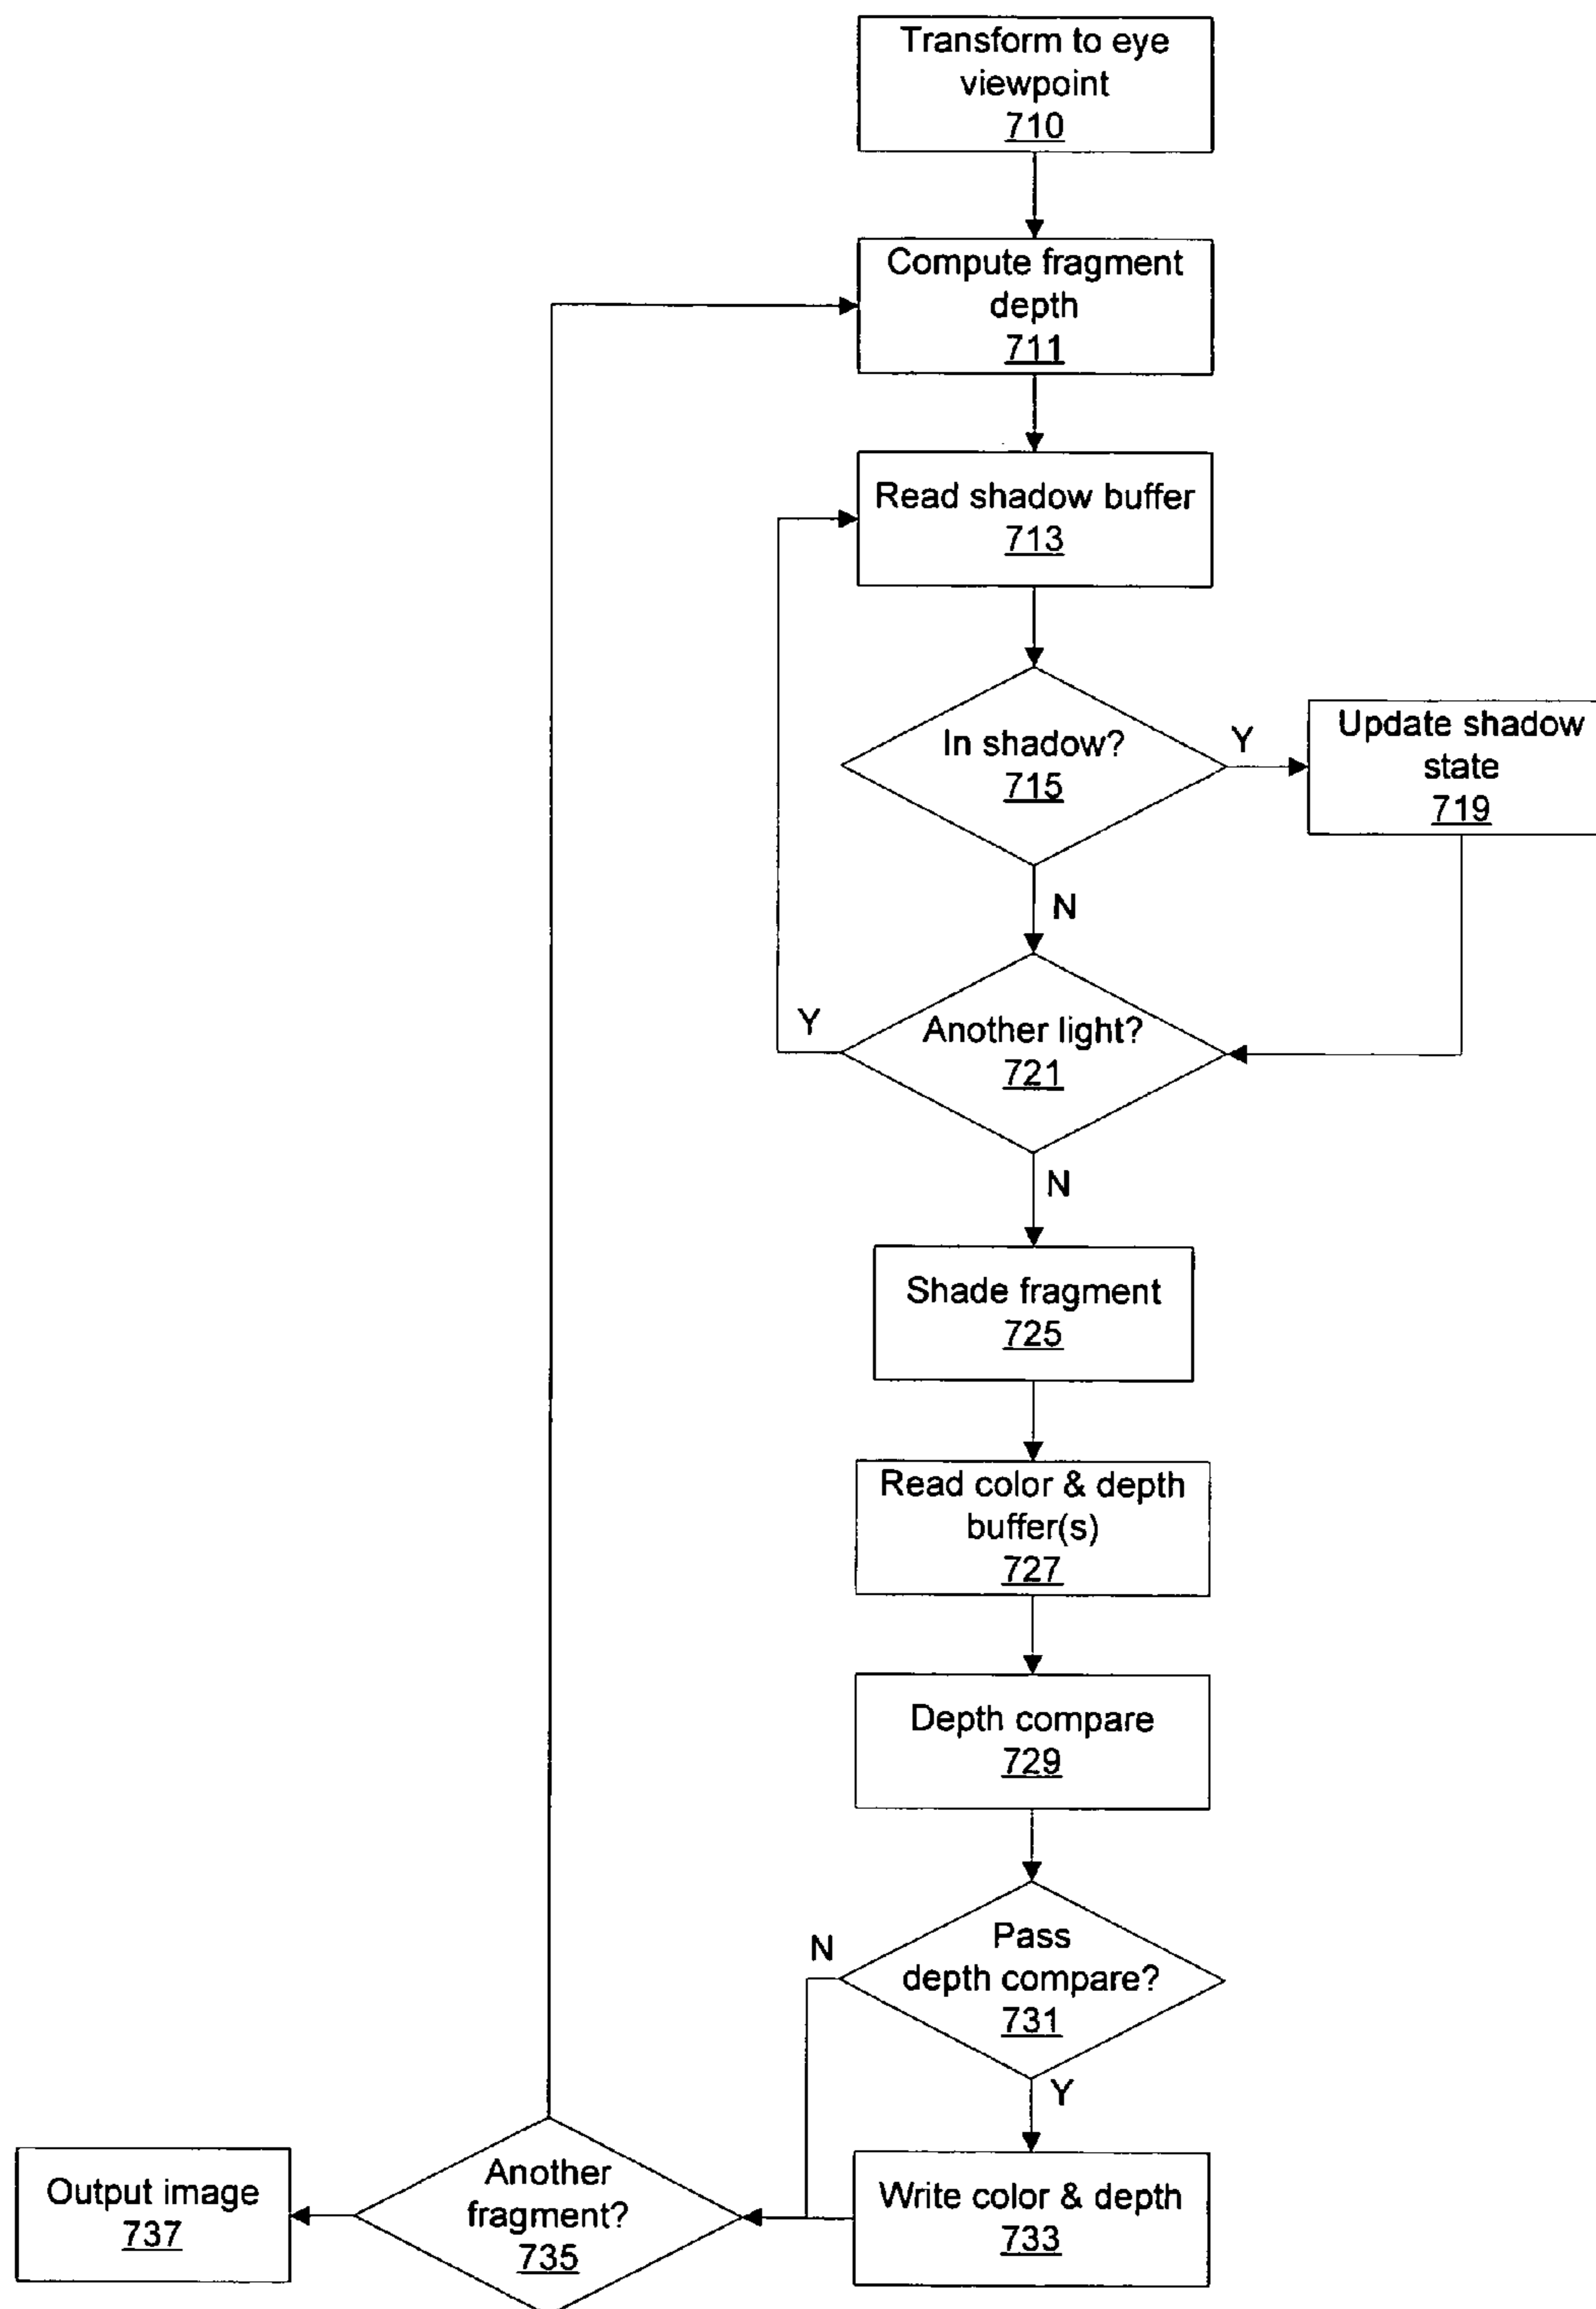 Transform to eye
viewpoint
710
Compute fragment
depth
711
Read shadow buffer
713
In shadow?
715
Y
Update shadow
state
719
N
Another light?
721
Y
N
Shade fragment
725
Read color & depth
buffer(s)
727
Depth compare
729
Pass
depth compare?
731
N
Y
Write color & depth
733
Another
fragment?
735
Output image
737